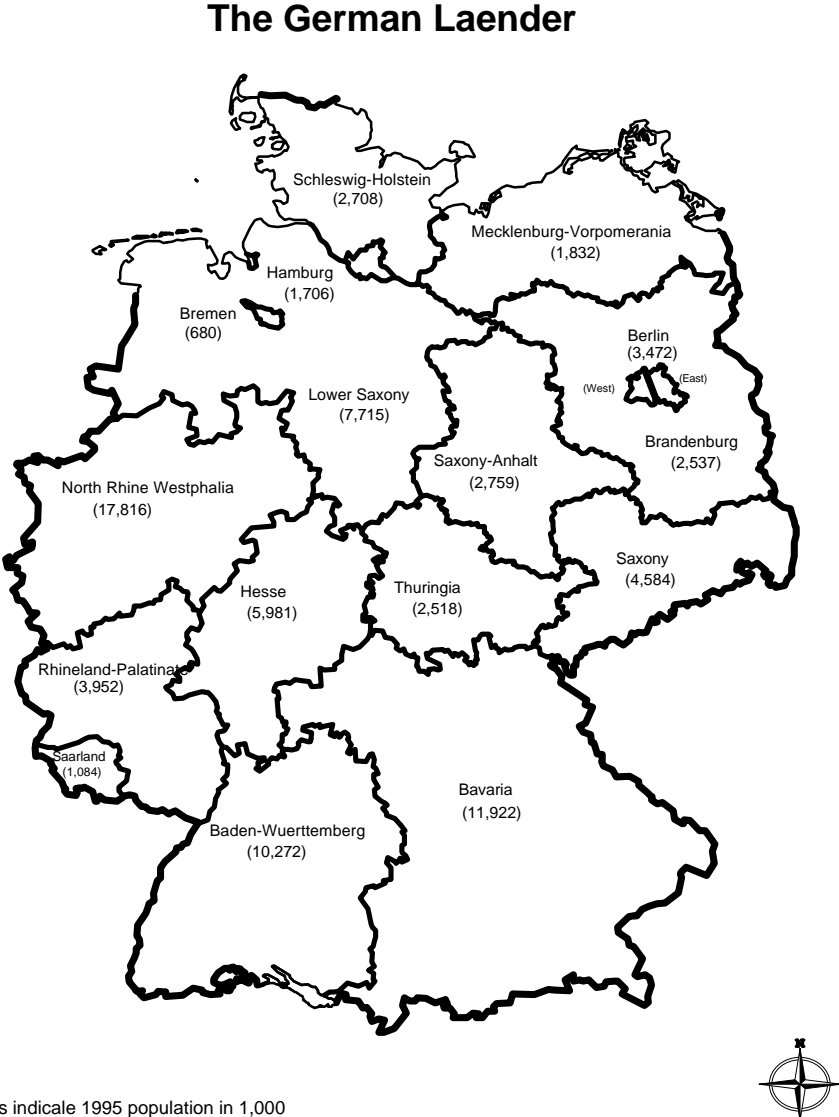 The German Laender
Schleswig-Holstein
(2,708)
Mecklenburg-Vorpomerania
(1,832)
Hamburg
(1,706)
Bremen
(680)
Berlin
(3,472)
(West)
(East)
Lower Saxony
(7,715)
Brandenburg
(2,537)
Saxony-Anhalt
(2,759)
North Rhine Westphalia
(17,816)
Saxony
(4,584)
Hesse
(5,981)
Thuringia
(2,518)
Rhineland-Palatinate
(3,952)
Saarland
(1,084)
Bavaria
(11,922)
Baden-Wuerttemberg
(10,272)
N
s indicale 1995 population in 1,000